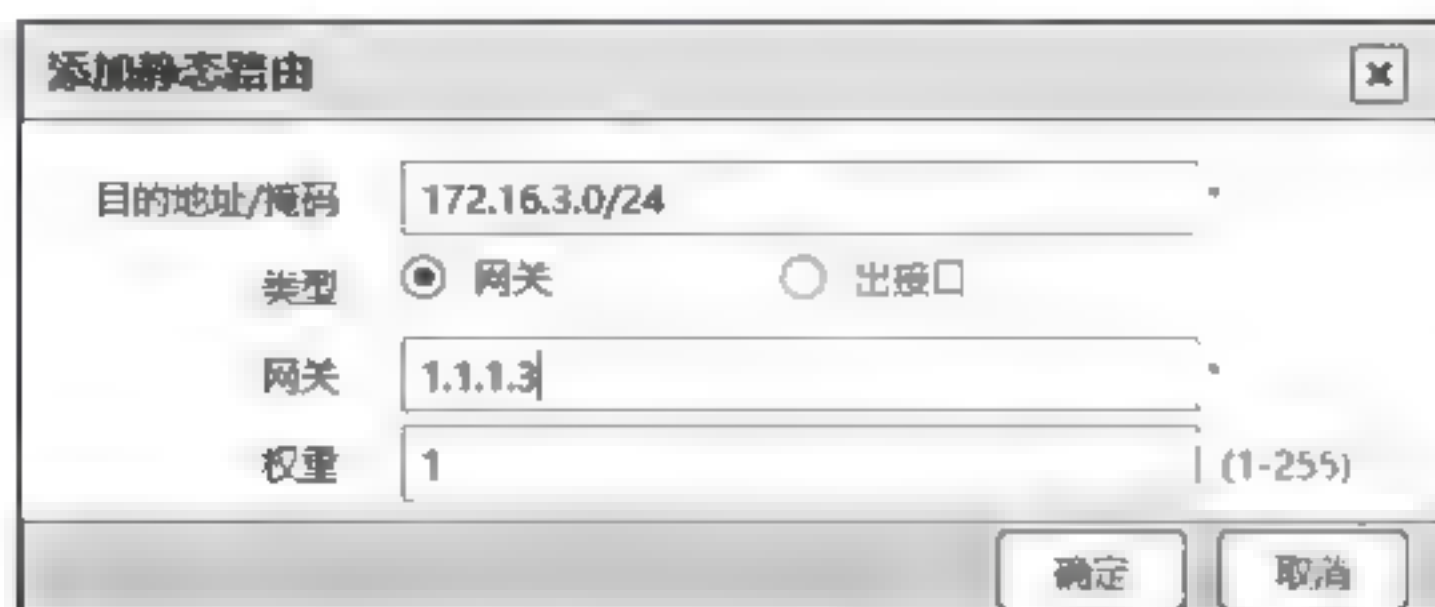 添加静态路由
目的地址/掩码 172.16.3.0/24 *
类型 网关 出接口
网关 1.1.1.3 *
权重 1 (1-255)
确定 取消